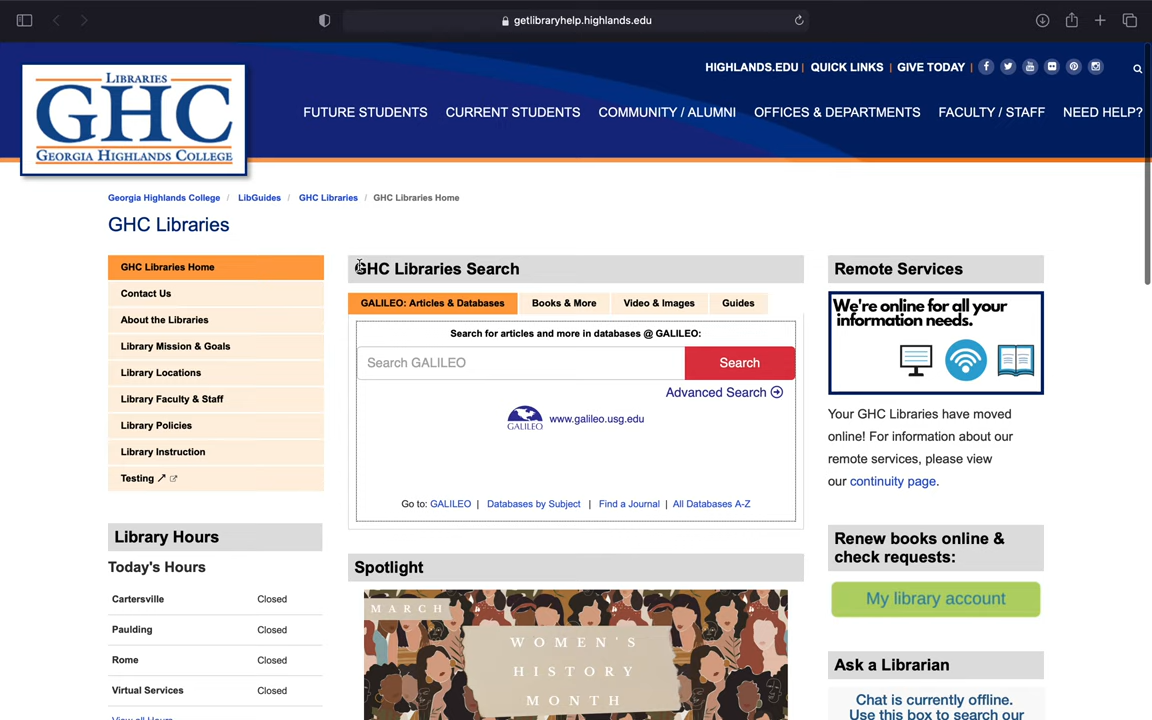 getlibraryhelp.highlands.edu
LIBRARIES
GHC
GEORGIA HIGHLANDS COLLEGE
HIGHLANDS.EDU | QUICK LINKS | GIVE TODAY |
FUTURE STUDENTS CURRENT STUDENTS COMMUNITY / ALUMNI OFFICES & DEPARTMENTS FACULTY / STAFF NEED HELP?
Georgia Highlands College / LibGuides / GHC Libraries / GHC Libraries Home
GHC Libraries
GHC Libraries Home
Contact Us
About the Libraries
Library Mission & Goals
Library Locations
Library Faculty & Staff
Library Policies
Library Instruction
Testing
Library Hours
Today's Hours
Cartersville Closed
Paulding Closed
Rome Closed
Virtual Services Closed
View all Hours
GHC Libraries Search
GALILEO: Articles & Databases Books & More Video & Images Guides
Search for articles and more in databases @ GALILEO:
Search GALILEO Search
Advanced Search
GALILEO www.galileo.usg.edu
Go to: GALILEO | Databases by Subject | Find a Journal | All Databases A-Z
Spotlight
MARCH
WOMEN'S
HISTORY
MONTH
Remote Services
We're online for all your
information needs.
Your GHC Libraries have moved
online! For information about our
remote services, please view
our continuity page.
Renew books online &
check requests:
My library account
Ask a Librarian
Chat is currently offline.
Use this box to search our